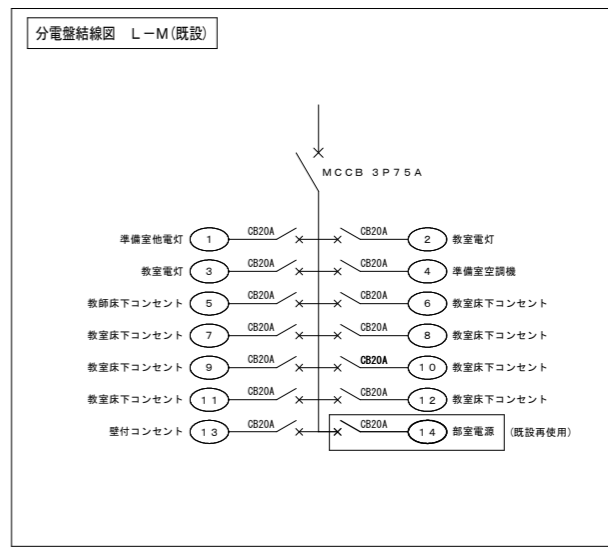 分電盤結線図　L－M(既設)
MCCB 3P75A
準備室他電灯 1 CB20A CB20A 2 教室電灯
教室電灯 3 CB20A CB20A 4 準備室空調機
教師床下コンセント 5 CB20A CB20A 6 教室床下コンセント
教室床下コンセント 7 CB20A CB20A 8 教室床下コンセント
教室床下コンセント 9 CB20A CB20A 10 教室床下コンセント
教室床下コンセント 11 CB20A CB20A 12 教室床下コンセント
壁付コンセント 13 CB20A CB20A 14 部室電源 (既設再使用)